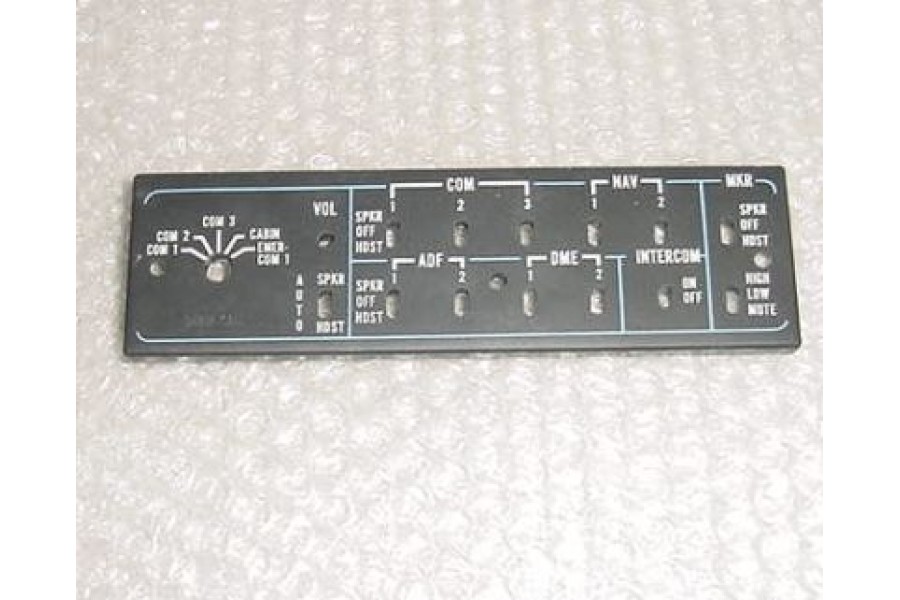 COM NAV MKR
COM 3
COM 2 CABIN
COM 1 EMER-
COM 1
VOL
1 2 3 1 2
SPKR
OFF
HDST
SPKR
OFF
HDST
ADF DME INTERCOM
1 2 1 2
AUTO
SPKR
HDST
SPKR
OFF
HDST
ON
OFF
HIGH
LOW
MUTE